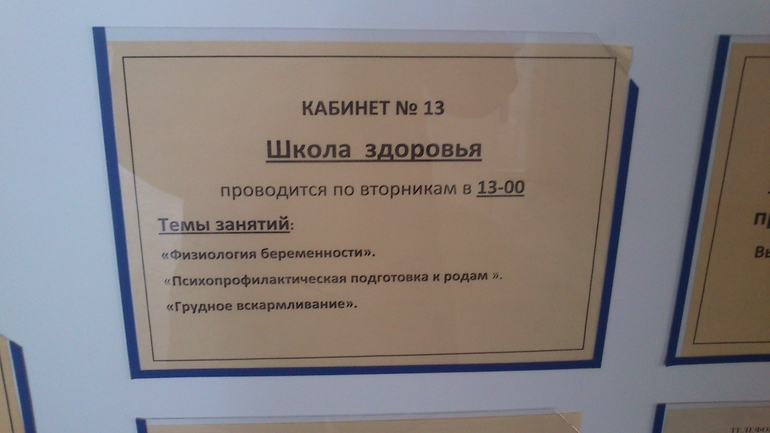 КАБИНЕТ № 13
Школа здоровья
проводится по вторникам в 13-00
Темы занятий:
«Физиология беременности».
«Психопрофилактическая подготовка к родам ».
«Грудное вскармливание».